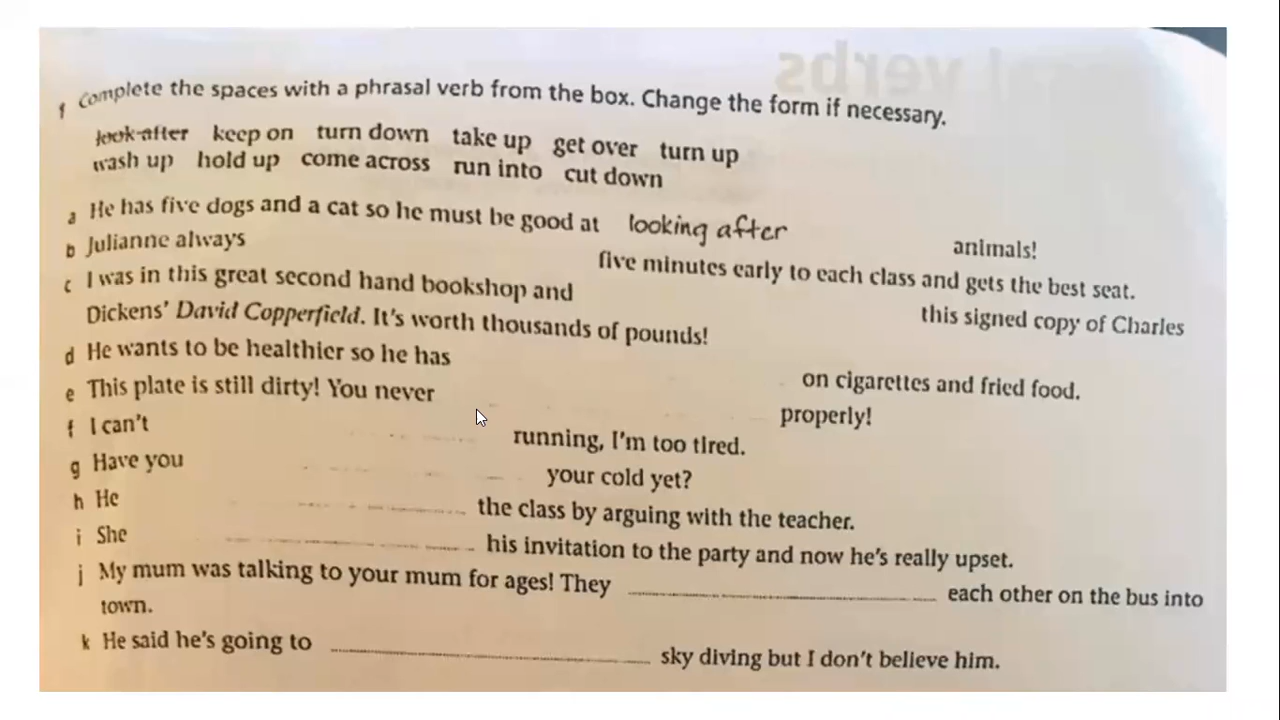 1 Complete the spaces with a phrasal verb from the box. Change the form if necessary.
look after keep on turn down take up get over turn up
wash up hold up come across run into cut down
a He has five dogs and a cat so he must be good at looking after animals!
b Julianne always five minutes early to each class and gets the best seat.
c I was in this great second hand bookshop and this signed copy of Charles
Dickens' David Copperfield. It's worth thousands of pounds!
d He wants to be healthier so he has on cigarettes and fried food.
e This plate is still dirty! You never properly!
f I can't running, I'm too tired.
g Have you your cold yet?
h He the class by arguing with the teacher.
i She his invitation to the party and now he's really upset.
j My mum was talking to your mum for ages! They each other on the bus into
town.
k He said he's going to sky diving but I don't believe him.